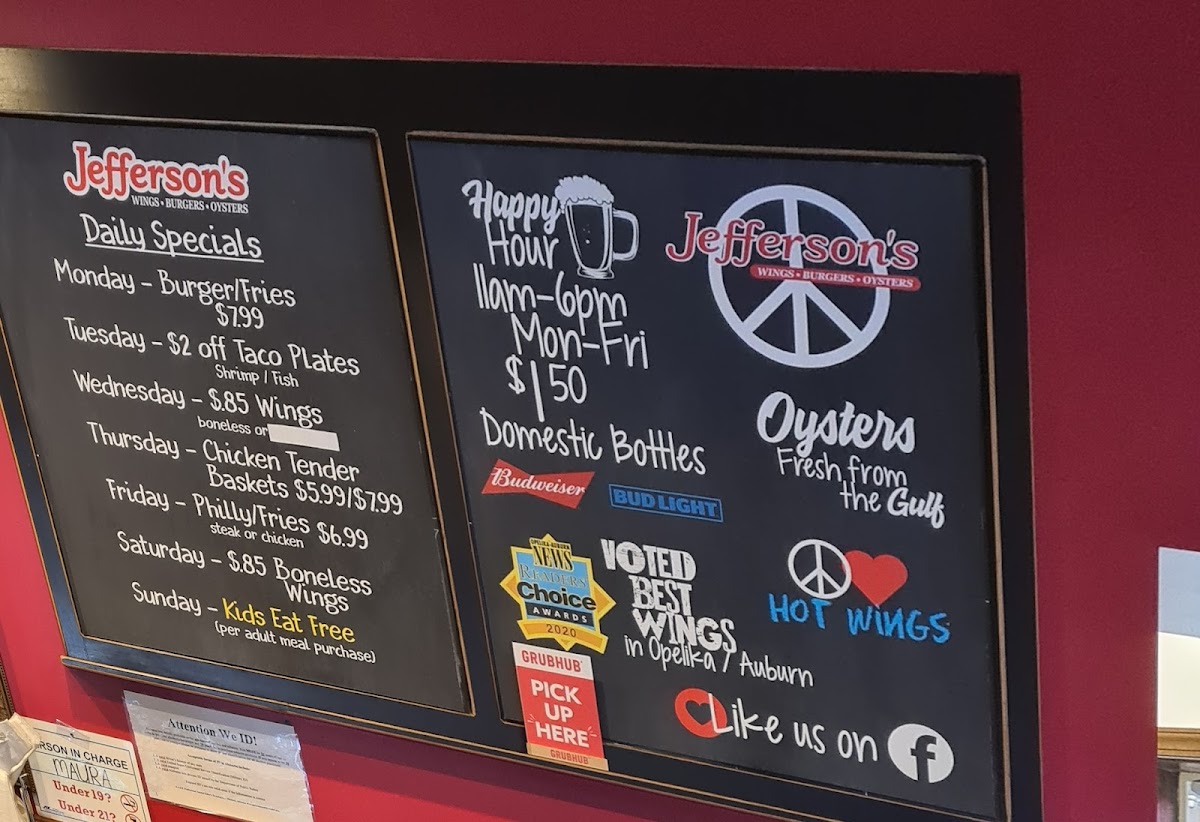 Jefferson's
WINGS • BURGERS • OYSTERS
Daily Specials
Monday – Burger/Fries
$7.99
Tuesday – $2 off Taco Plates
Shrimp / Fish
Wednesday – $.85 Wings
boneless or
Thursday – Chicken Tender
Baskets $5.99/$7.99
Friday – Philly/Fries $6.99
steak or chicken
Saturday – $.85 Boneless
Wings
Sunday – Kids Eat Free
(per adult meal purchase)
Happy
Hour
11am-6pm
Mon-Fri
$1.50
Domestic Bottles
Budweiser
BUD LIGHT
OPELIKA-AUBURN
NEWS
READERS'
Choice
AWARDS
2020
VOTED
BEST
WINGS
in Opelika / Auburn
GRUBHUB
PICK
UP
HERE
GRUBHUB
Jefferson's
WINGS • BURGERS • OYSTERS
Oysters
Fresh from
the Gulf
HOT WINGS
Like us on
f
RSON IN CHARGE
MAURA
Under 19?
Under 21?
Attention We ID!